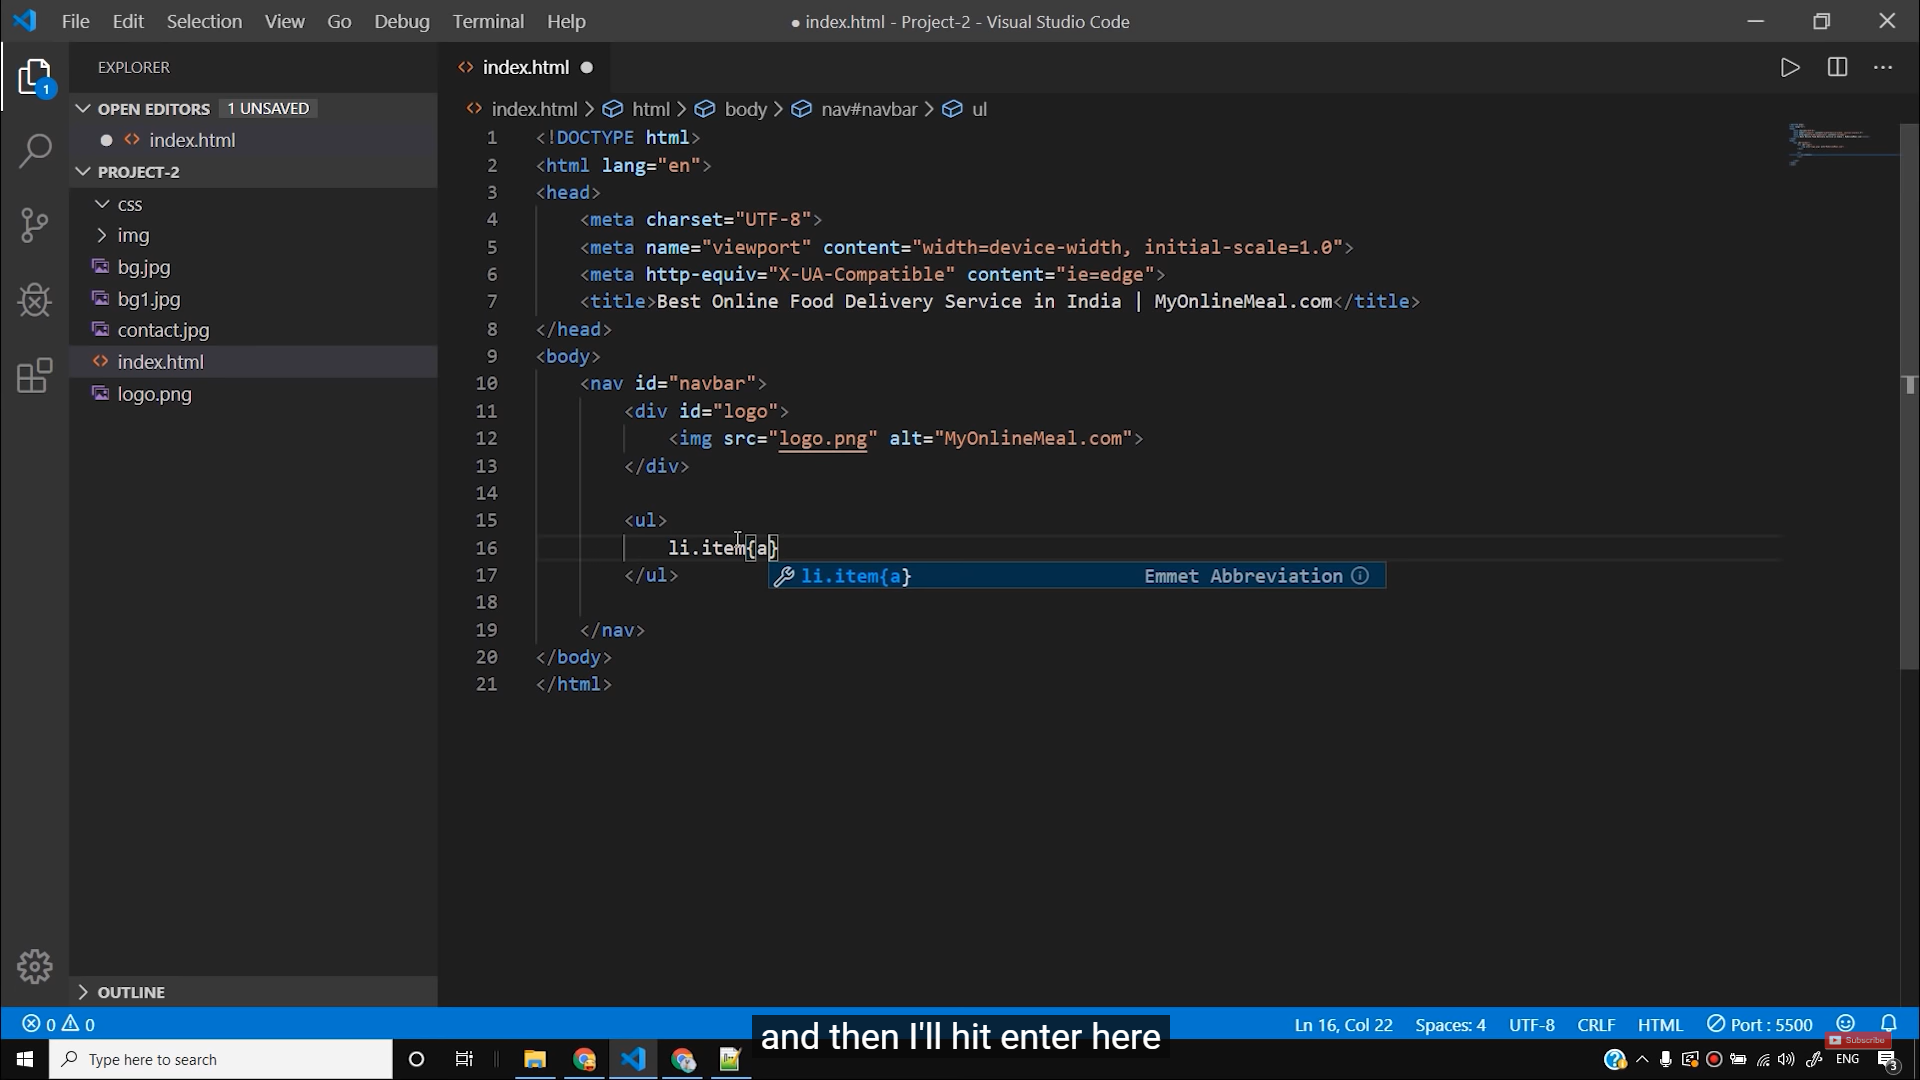 File Edit Selection View Go Debug Terminal Help
● index.html - Project-2 - Visual Studio Code
EXPLORER
OPEN EDITORS 1 UNSAVED
index.html
PROJECT-2
css
img
bg.jpg
bg1.jpg
contact.jpg
index.html
logo.png
OUTLINE
1
index.html
index.html > html > body > nav#navbar > ul
1 <!DOCTYPE html>
2 <html lang="en">
3 <head>
4 <meta charset="UTF-8">
5 <meta name="viewport" content="width=device-width, initial-scale=1.0">
6 <meta http-equiv="X-UA-Compatible" content="ie=edge">
7 <title>Best Online Food Delivery Service in India | MyOnlineMeal.com</title>
8 </head>
9 <body>
10 <nav id="navbar">
11 <div id="logo">
12 <img src="logo.png" alt="MyOnlineMeal.com">
13 </div>
14
15 <ul>
16 li.item{a}
17 </ul>
li.item{a} Emmet Abbreviation
18
19 </nav>
20 </body>
21 </html>
0 0
Ln 16, Col 22 Spaces: 4 UTF-8 CRLF HTML Port : 5500
and then I'll hit enter here
Subscribe
Type here to search
ENG
3